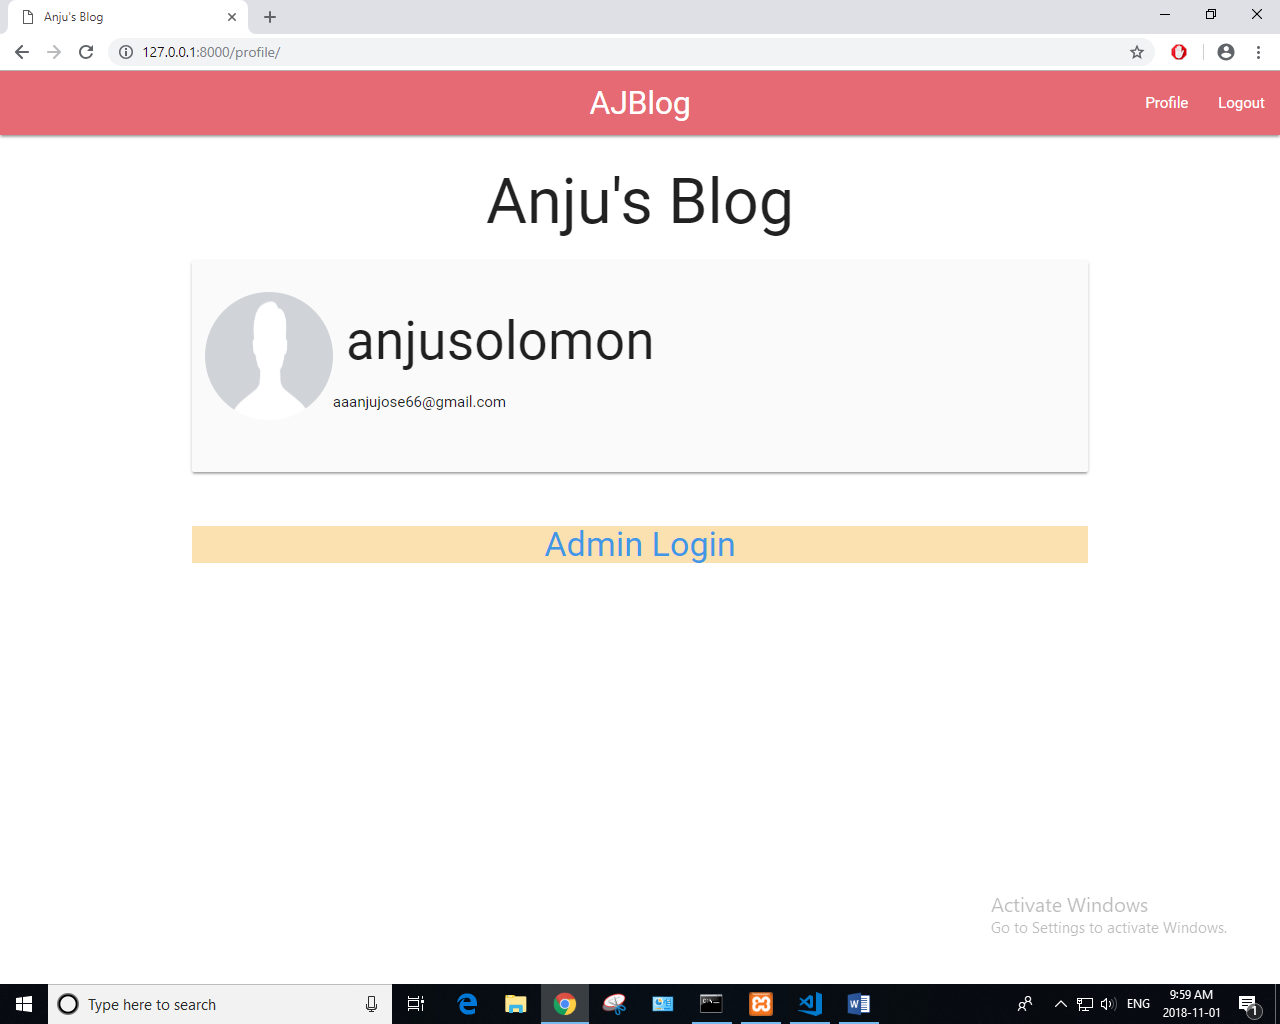 Anju's Blog
127.0.0.1:8000/profile/
AJBlog
Profile
Logout
Anju's Blog
anjusolomon
aaanjujose66@gmail.com
Admin Login
Activate Windows
Go to Settings to activate Windows.
Type here to search
ENG
9:59 AM
2018-11-01
1